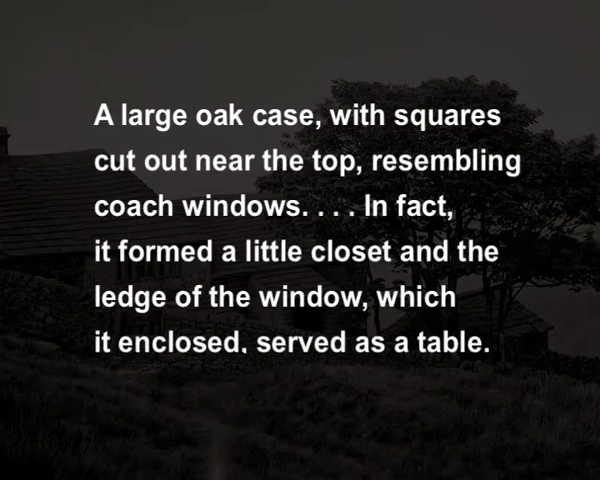 A large oak case, with squares
cut out near the top, resembling
coach windows. . . . In fact,
it formed a little closet and the
ledge of the window, which
it enclosed, served as a table.